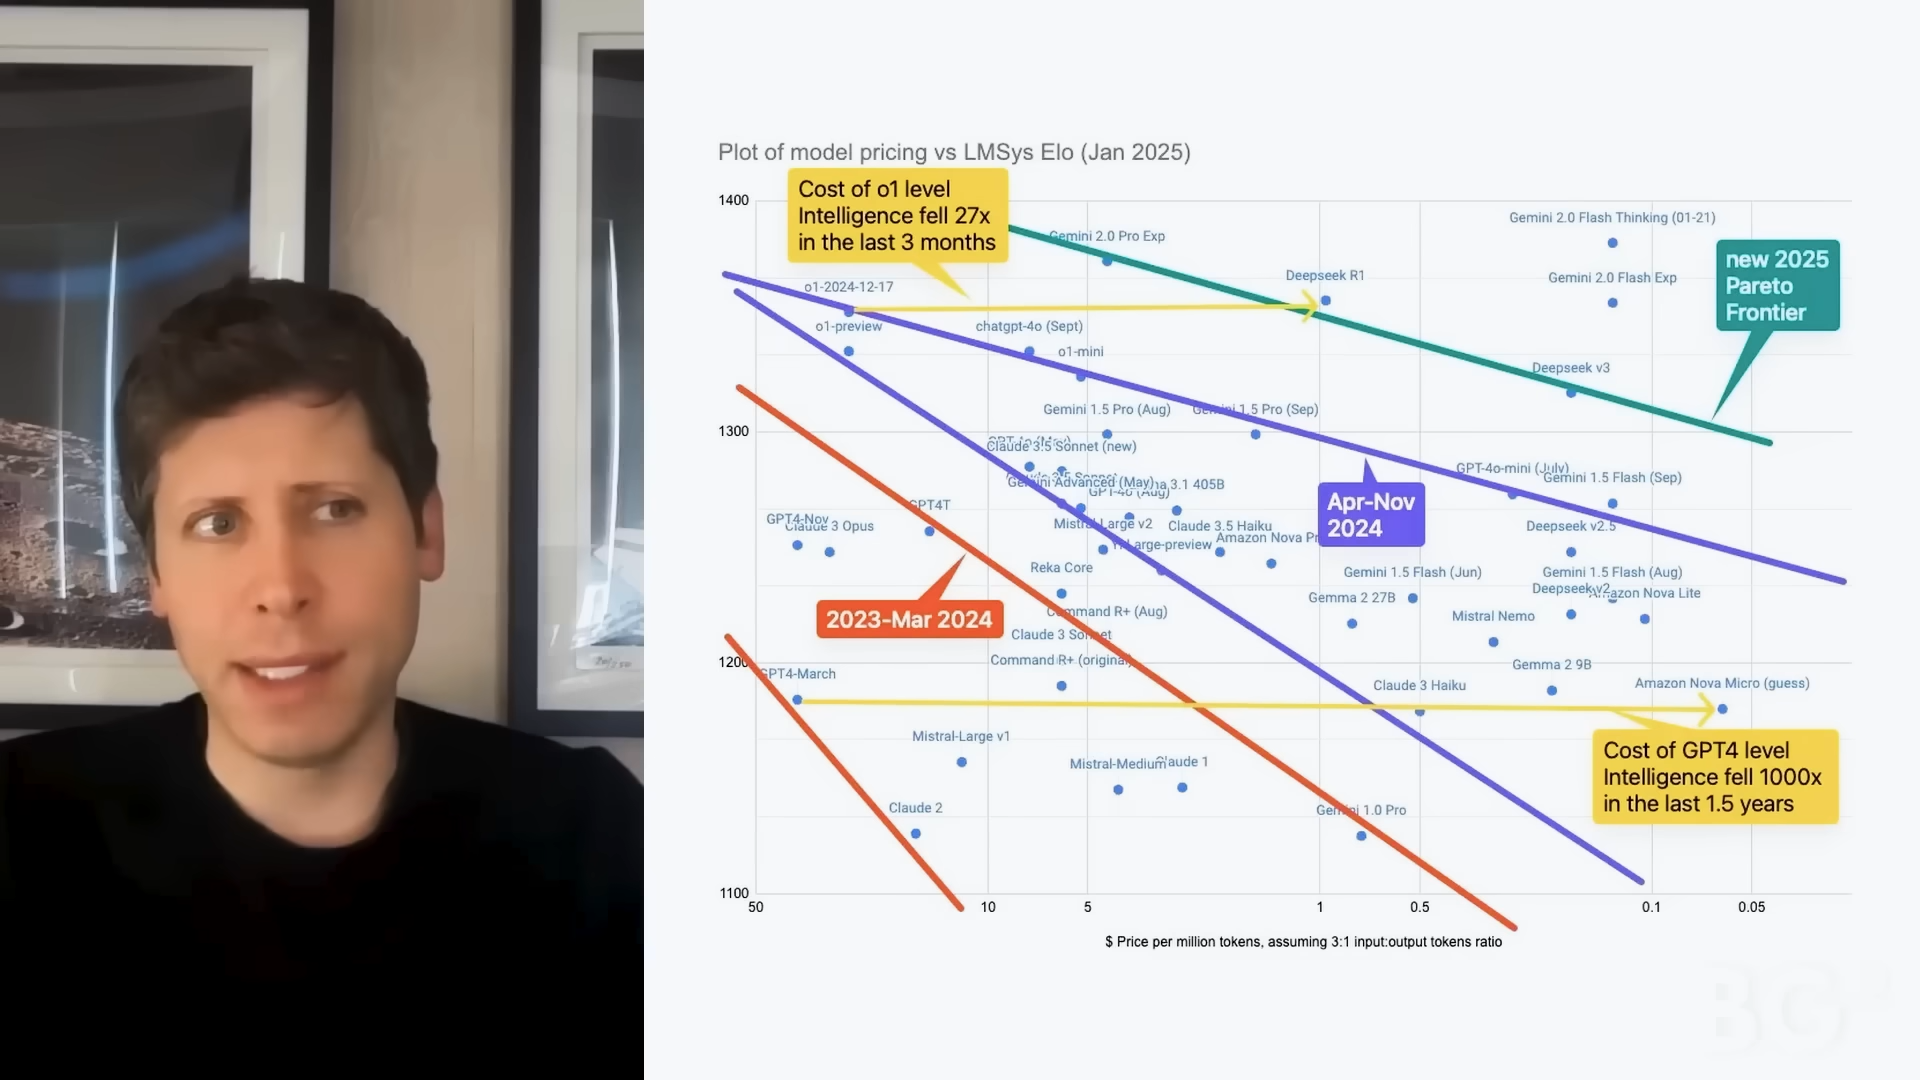 Plot of model pricing vs LMSys Elo (Jan 2025)
Cost of o1 level
Intelligence fell 27x
in the last 3 months
1400
Gemini 2.0 Flash Thinking (01-21)
Gemini 2.0 Pro Exp
new 2025
Pareto
Frontier
Deepseek R1
Gemini 2.0 Flash Exp
o1-2024-12-17
o1-preview
chatgpt-4o (Sept)
o1-mini
Deepseek v3
Gemini 1.5 Pro (Aug)
Gemini 1.5 Pro (Sep)
1300
Claude 3.5 Sonnet (new)
GPT-4o-mini (July)
Gemini 1.5 Flash (Sep)
Gemini Advanced (May)
3.1 405B
GPT-4o (Aug)
Apr-Nov
2024
GPT4T
GPT4-Nov
Claude 3 Opus
Mistral Large v2
Claude 3.5 Haiku
Deepseek v2.5
Yi-Large-preview
Amazon Nova
Reka Core
Gemini 1.5 Flash (Jun)
Gemini 1.5 Flash (Aug)
Deepseek v2
Amazon Nova Lite
Gemma 2 27B
2023-Mar 2024
Command R+ (Aug)
Mistral Nemo
Claude 3 Sonnet
1200
Command R+ (original)
Gemma 2 9B
GPT4-March
Claude 3 Haiku
Amazon Nova Micro (guess)
Mistral-Large v1
Mistral-Medium
Claude 1
Cost of GPT4 level
Intelligence fell 1000x
in the last 1.5 years
Claude 2
Gemini 1.0 Pro
1100
50 10 5 1 0.5 0.1 0.05
$ Price per million tokens, assuming 3:1 input:output tokens ratio